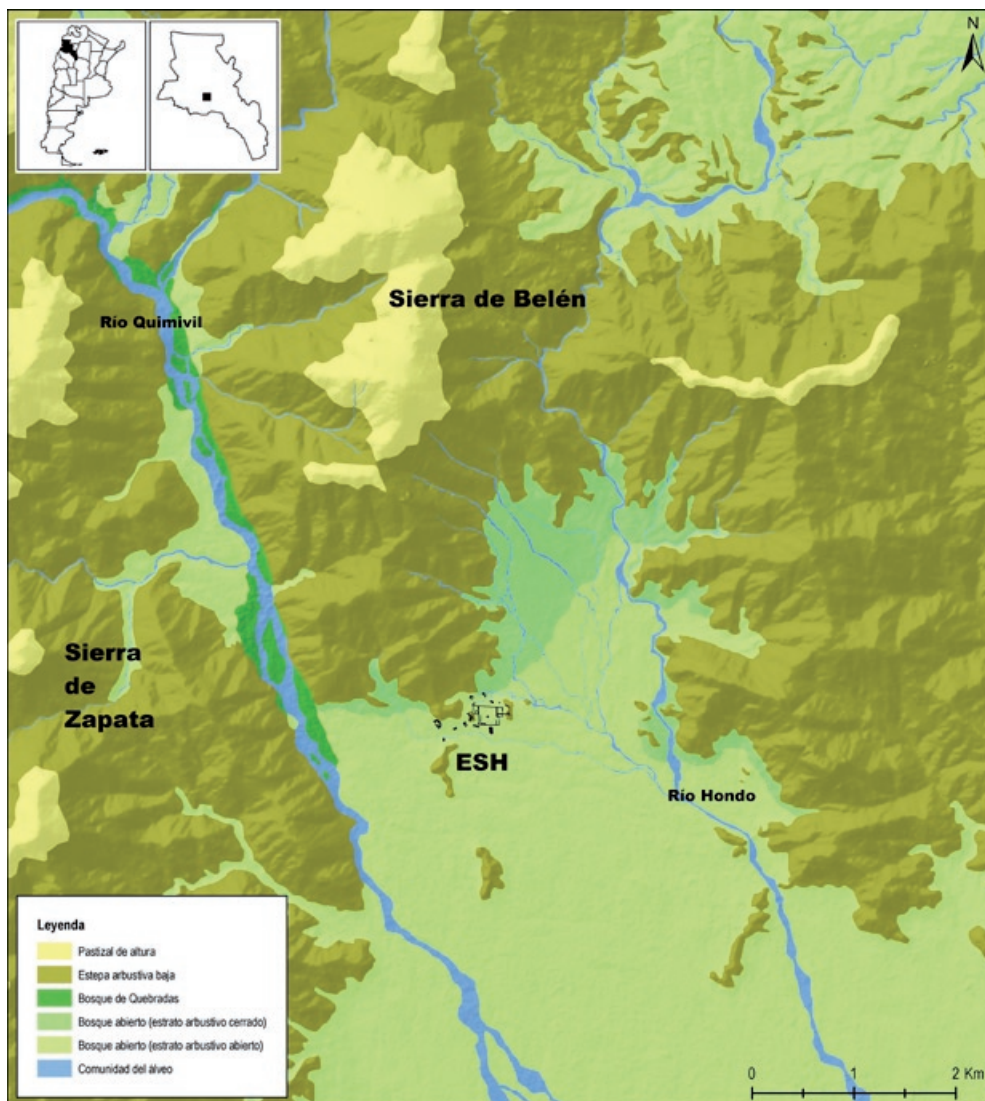 N
Sierra de Belén
Río Quimivil
Sierra
de
Zapata
ESH
Río Hondo
Leyenda
Pastizal de altura
Estepa arbustiva baja
Bosque de Quebradas
Bosque abierto (estrato arbustivo cerrado)
Bosque abierto (estrato arbustivo abierto)
Comunidad del álveo
0 1 2 Km